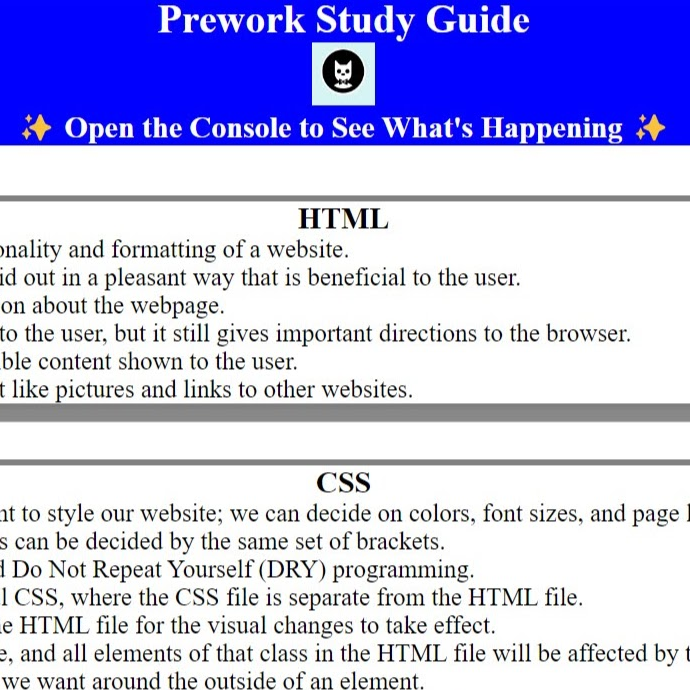 Prework Study Guide
✨ Open the Console to See What's Happening ✨
HTML
onality and formatting of a website.
id out in a pleasant way that is beneficial to the user.
on about the webpage.
to the user, but it still gives important directions to the browser.
ble content shown to the user.
t like pictures and links to other websites.
CSS
nt to style our website; we can decide on colors, font sizes, and page
s can be decided by the same set of brackets.
d Do Not Repeat Yourself (DRY) programming.
l CSS, where the CSS file is separate from the HTML file.
e HTML file for the visual changes to take effect.
e, and all elements of that class in the HTML file will be affected by
we want around the outside of an element.